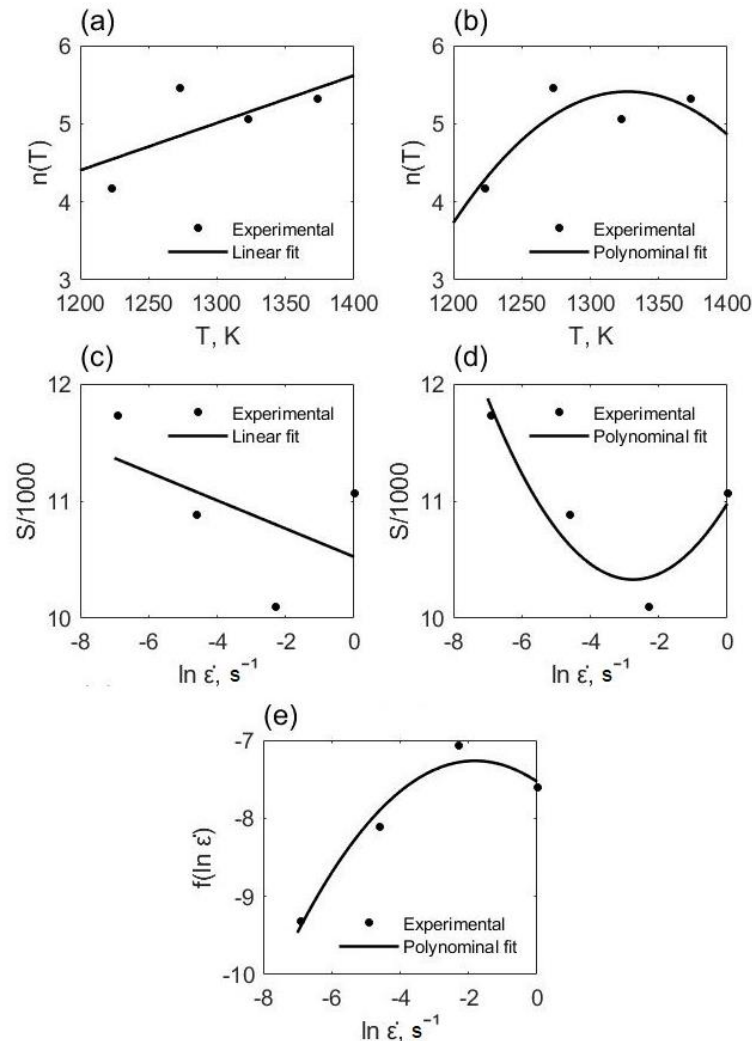 (a)
6
5
4
3
n(T)
Experimental
Linear fit
1200 1250 1300 1350 1400
T, K
(b)
6
5
4
3
n(T)
Experimental
Polynominal fit
1200 1250 1300 1350 1400
T, K
(c)
12
11
10
S/1000
Experimental
Linear fit
-8 -6 -4 -2 0
ln ε̇, s⁻¹
(d)
12
11
10
S/1000
Experimental
Polynominal fit
-8 -6 -4 -2 0
ln ε̇, s⁻¹
(e)
-7
-8
-9
-10
f(ln ε̇)
Experimental
Polynominal fit
-8 -6 -4 -2 0
ln ε̇, s⁻¹